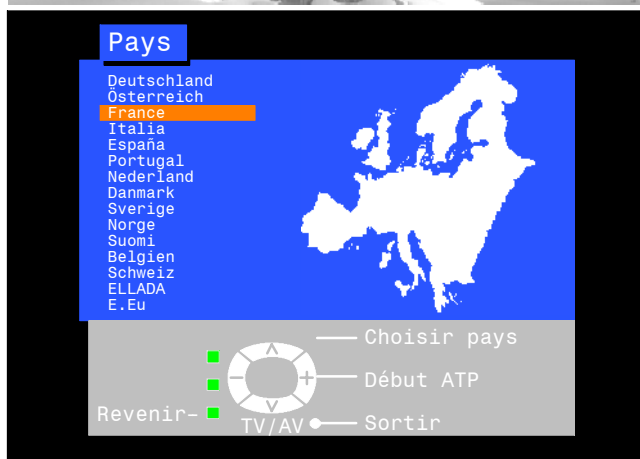 Pays
Deutschland
Österreich
France
Italia
España
Portugal
Nederland
Danmark
Sverige
Norge
Suomi
Belgien
Schweiz
ELLADA
E.Eu
Choisir pays
Début ATP
Revenir
TV/AV
Sortir